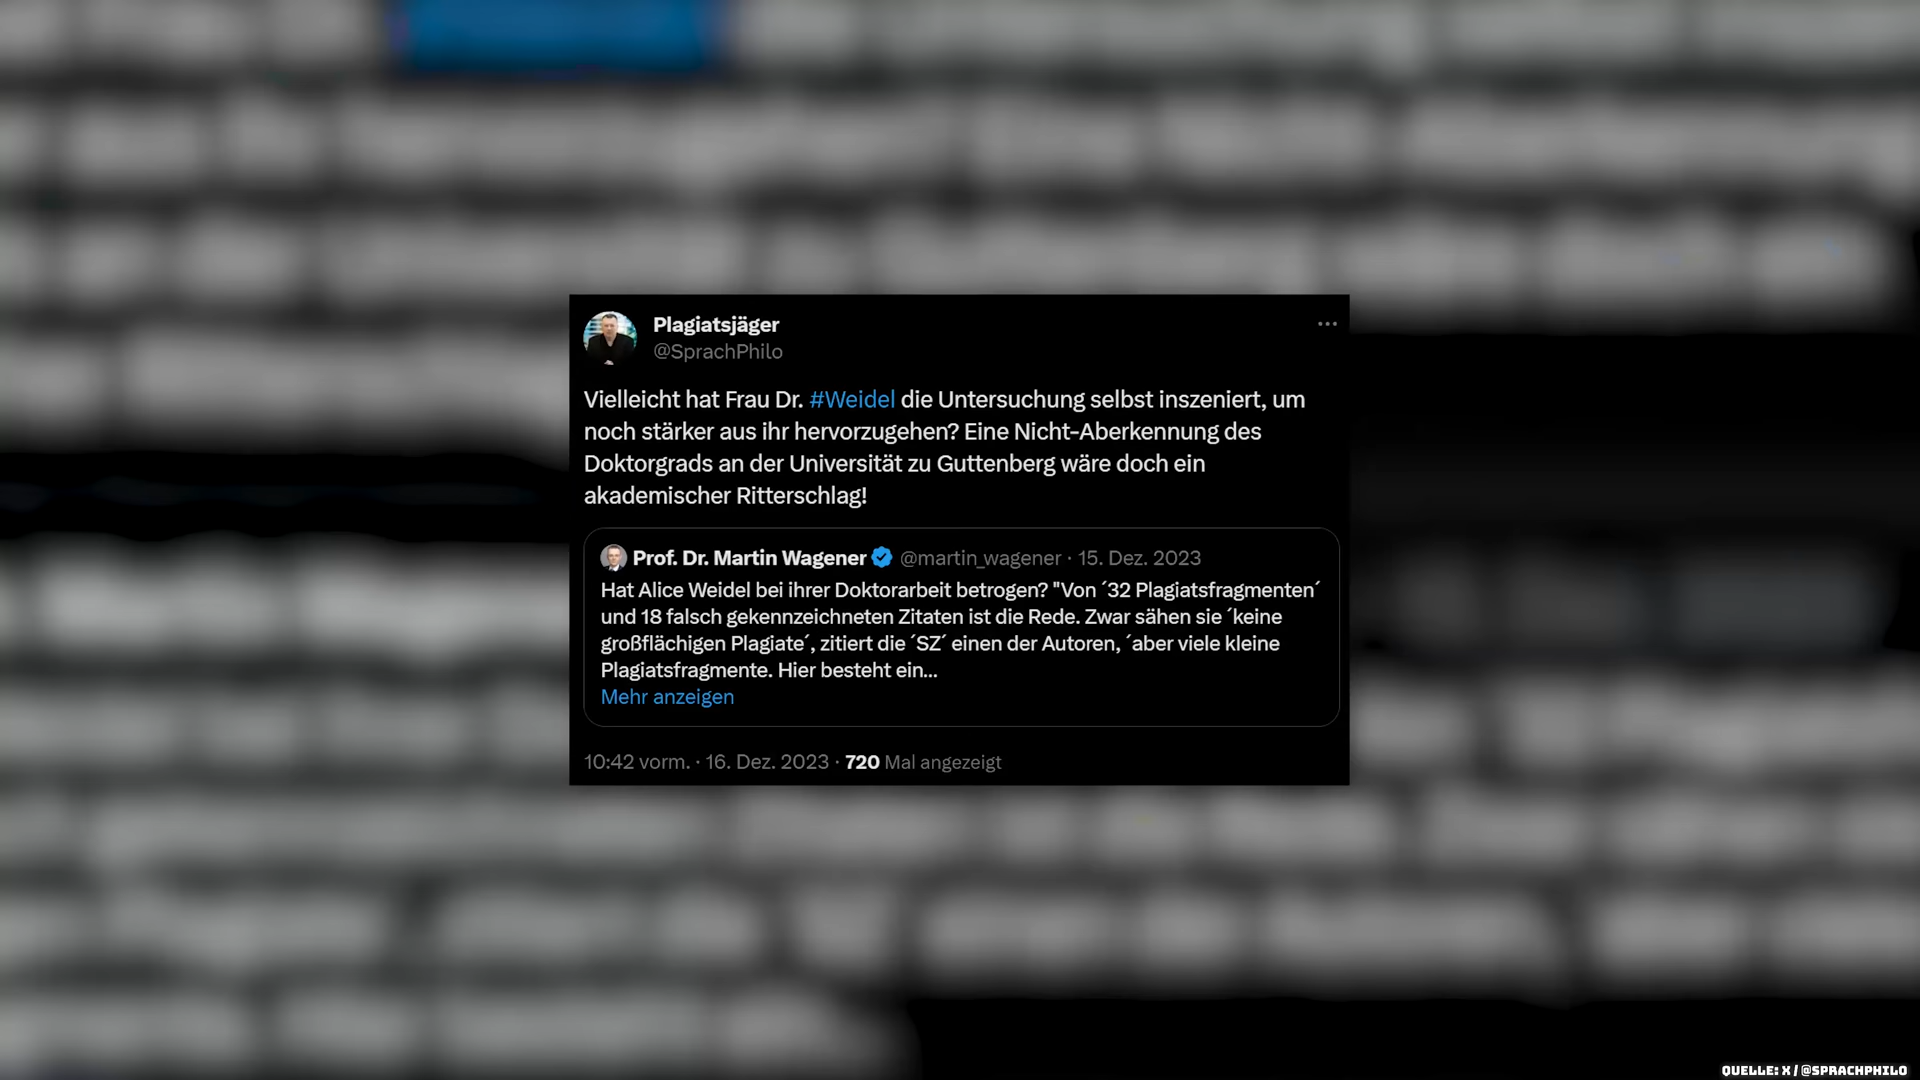 Plagiatsjäger
@SprachPhilo
Vielleicht hat Frau Dr. #Weidel die Untersuchung selbst inszeniert, um
noch stärker aus ihr hervorzugehen? Eine Nicht-Aberkennung des
Doktorgrads an der Universität zu Guttenberg wäre doch ein
akademischer Ritterschlag!
Prof. Dr. Martin Wagener @martin_wagener · 15. Dez. 2023
Hat Alice Weidel bei ihrer Doktorarbeit betrogen? "Von ´32 Plagiatsfragmenten´
und 18 falsch gekennzeichneten Zitaten ist die Rede. Zwar sähen sie ´keine
großflächigen Plagiate´, zitiert die ´SZ´ einen der Autoren, ´aber viele kleine
Plagiatsfragmente. Hier besteht ein...
Mehr anzeigen
10:42 vorm. · 16. Dez. 2023 · 720 Mal angezeigt
QUELLE: X / @SPRACHPHILO